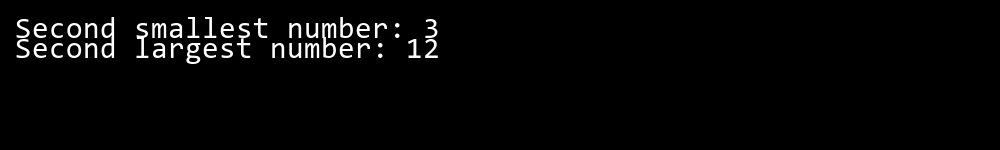 Second smallest number: 3
Second largest number: 12